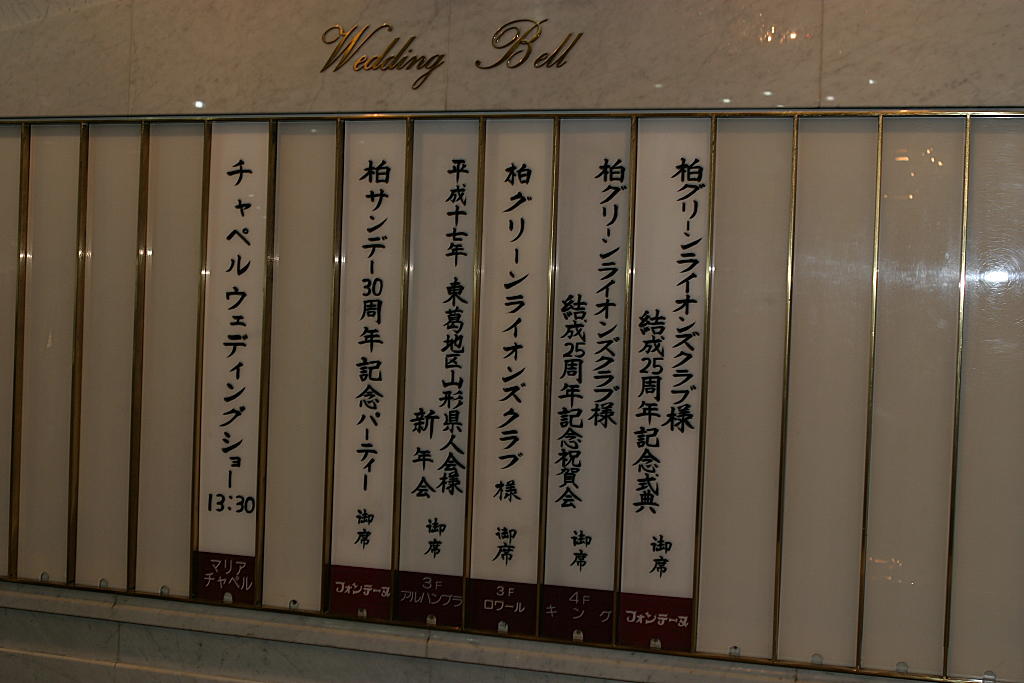 Wedding Bell
柏グリーンライオンズクラブ様
結成25周年記念式典
御席
フォンテーヌ
柏グリーンライオンズクラブ様
結成25周年記念祝賀会
御席
4F
キング
柏グリーンライオンズクラブ様
御席
3F
ロワール
平成十七年 東葛地区山形県人会様
新年会
御席
3F
アルハンブラ
柏サンデー30周年記念パーティー
御席
フォンテーヌ
チャペルウェディングショー
13:30
マリア
チャペル